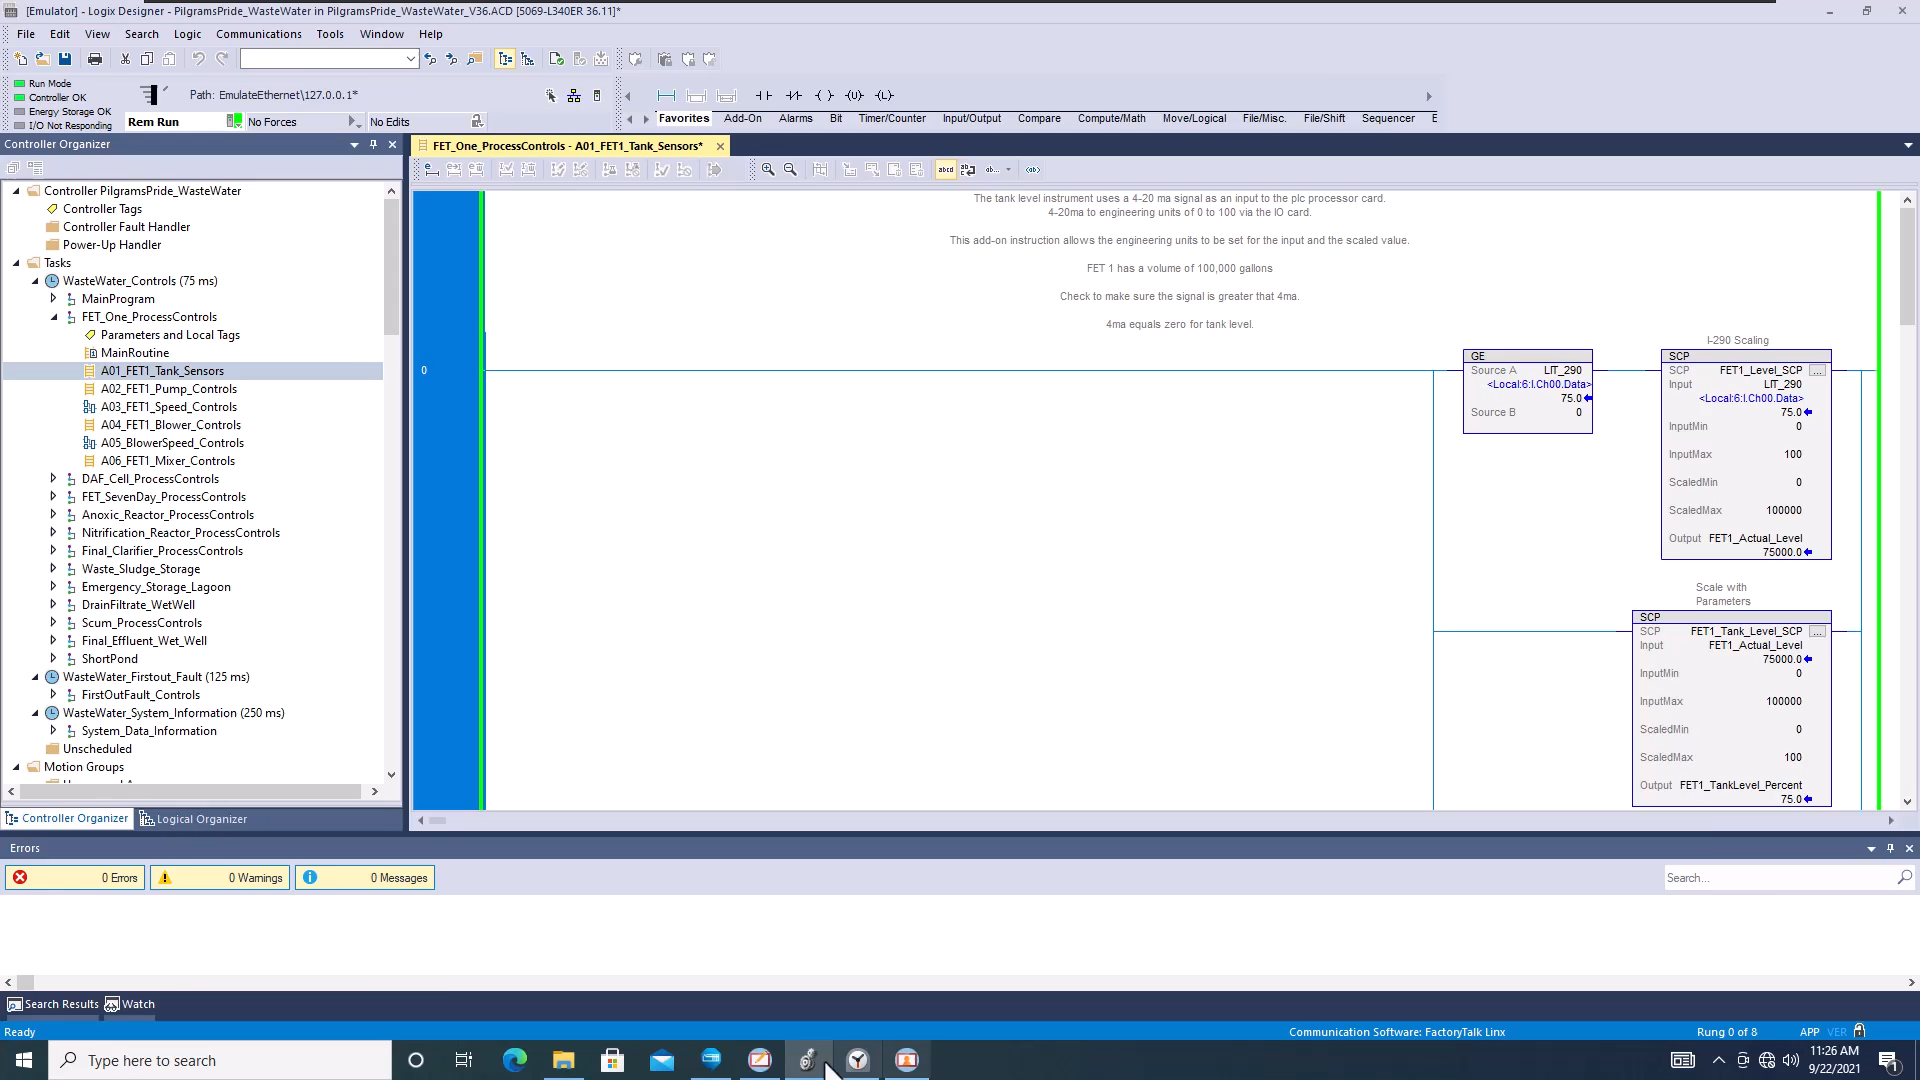 [Emulator] - Logix Designer - PilgramsPride_WasteWater in PilgramsPride_WasteWater_V36.ACD [5069-L340ER 36.11]*
File Edit View Search Logic Communications Tools Window Help
Run Mode
Controller OK
Energy Storage OK
I/O Not Responding
Path: EmulateEthernet\127.0.0.1*
Rem Run No Forces No Edits
Favorites Add-On Alarms Bit Timer/Counter Input/Output Compare Compute/Math Move/Logical File/Misc. File/Shift Sequencer E
Controller Organizer
Controller PilgramsPride_WasteWater
Controller Tags
Controller Fault Handler
Power-Up Handler
Tasks
WasteWater_Controls (75 ms)
MainProgram
FET_One_ProcessControls
Parameters and Local Tags
MainRoutine
A01_FET1_Tank_Sensors
A02_FET1_Pump_Controls
A03_FET1_Speed_Controls
A04_FET1_Blower_Controls
A05_BlowerSpeed_Controls
A06_FET1_Mixer_Controls
DAF_Cell_ProcessControls
FET_SevenDay_ProcessControls
Anoxic_Reactor_ProcessControls
Nitrification_Reactor_ProcessControls
Final_Clarifier_ProcessControls
Waste_Sludge_Storage
Emergency_Storage_Lagoon
DrainFiltrate_WetWell
Scum_ProcessControls
Final_Effluent_Wet_Well
ShortPond
WasteWater_Firstout_Fault (125 ms)
FirstOutFault_Controls
WasteWater_System_Information (250 ms)
System_Data_Information
Unscheduled
Motion Groups
Controller Organizer Logical Organizer
FET_One_ProcessControls - A01_FET1_Tank_Sensors*
abcd ab...
The tank level instrument uses a 4-20 ma signal as an input to the plc processor card.
4-20ma to engineering units of 0 to 100 via the IO card.
This add-on instruction allows the engineering units to be set for the input and the scaled value.
FET 1 has a volume of 100,000 gallons
Check to make sure the signal is greater that 4ma.
4ma equals zero for tank level.
0
GE
Source A LIT_290
<Local:6:I.Ch00.Data>
75.0
Source B 0
I-290 Scaling
SCP
SCP FET1_Level_SCP ...
Input LIT_290
<Local:6:I.Ch00.Data>
75.0
InputMin 0
InputMax 100
ScaledMin 0
ScaledMax 100000
Output FET1_Actual_Level
75000.0
Scale with
Parameters
SCP
SCP FET1_Tank_Level_SCP ...
Input FET1_Actual_Level
75000.0
InputMin 0
InputMax 100000
ScaledMin 0
ScaledMax 100
Output FET1_TankLevel_Percent
75.0
Errors
0 Errors 0 Warnings 0 Messages
Search...
Search Results Watch
Ready Communication Software: FactoryTalk Linx Rung 0 of 8 APP VER
Type here to search
11:26 AM
9/22/2021
1